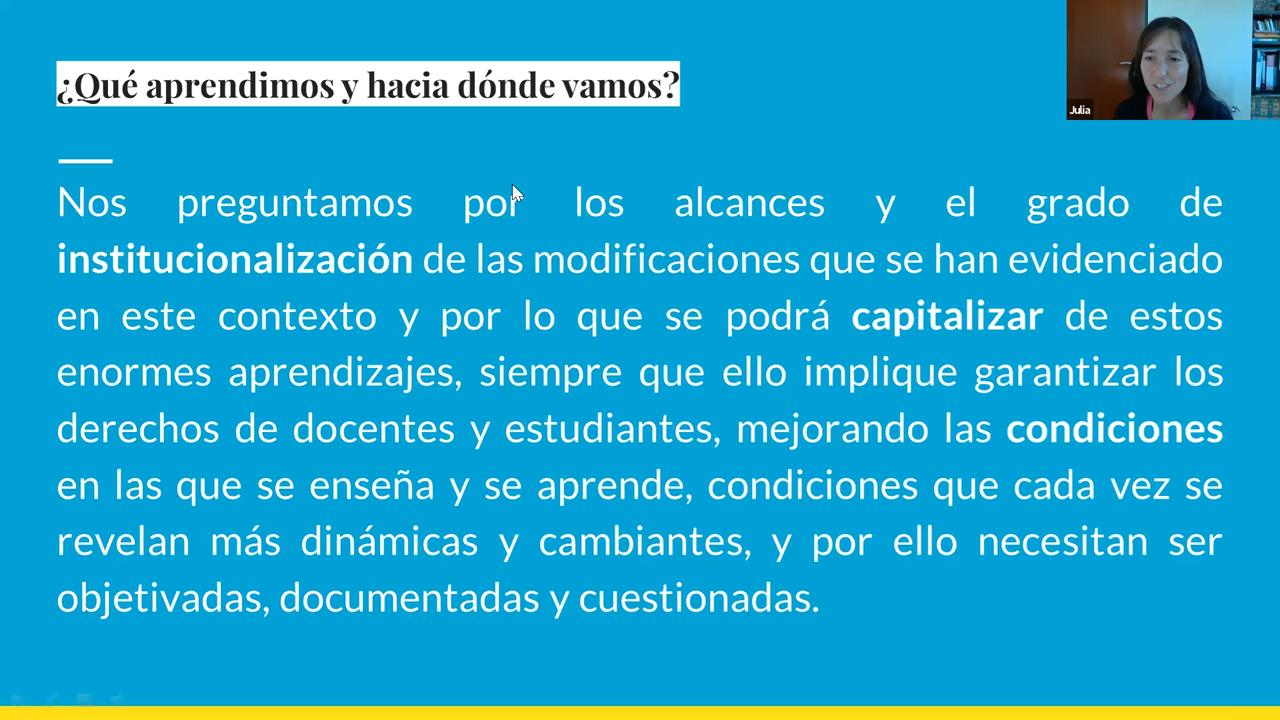 ¿Qué aprendimos y hacia dónde vamos?
Julia
Nos preguntamos por los alcances y el grado de
institucionalización de las modificaciones que se han evidenciado
en este contexto y por lo que se podrá capitalizar de estos
enormes aprendizajes, siempre que ello implique garantizar los
derechos de docentes y estudiantes, mejorando las condiciones
en las que se enseña y se aprende, condiciones que cada vez se
revelan más dinámicas y cambiantes, y por ello necesitan ser
objetivadas, documentadas y cuestionadas.